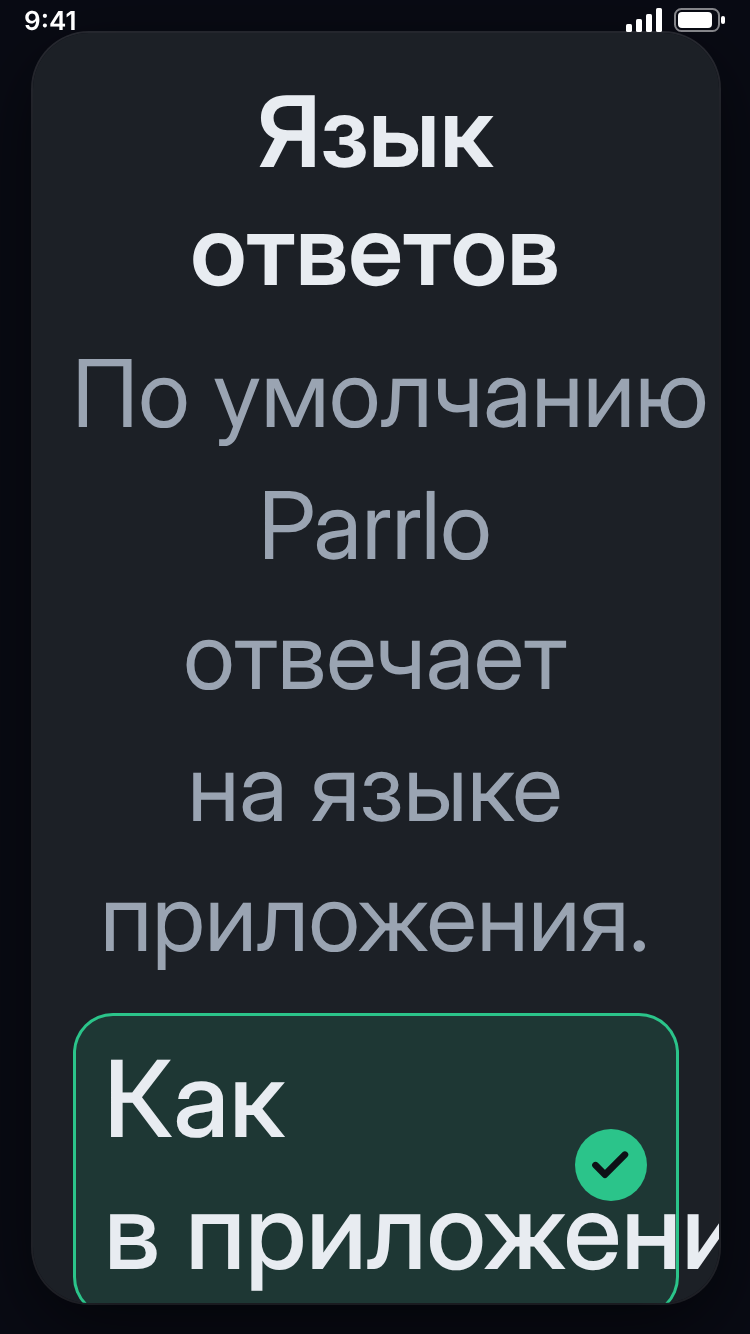 9:41
Язык
ответов
По умолчанию
Parrlo
отвечает
на языке
приложения.
Как
в приложени